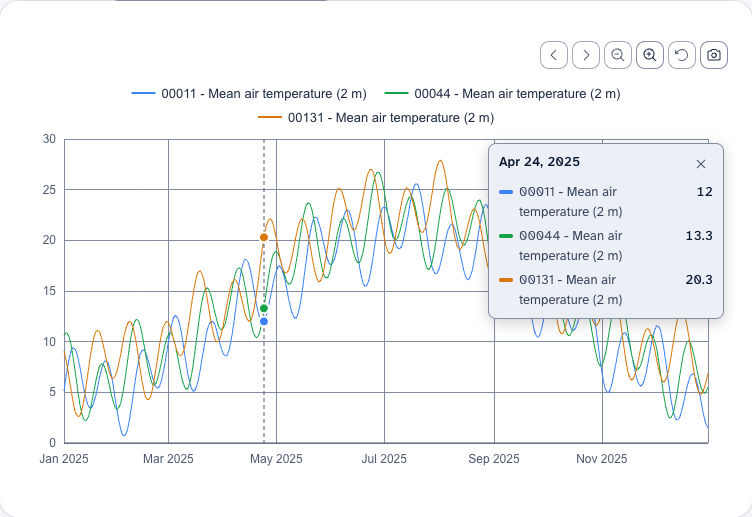 00011 - Mean air temperature (2 m)
00044 - Mean air temperature (2 m)
00131 - Mean air temperature (2 m)
30
25
20
15
10
5
0
Jan 2025
Mar 2025
May 2025
Jul 2025
Sep 2025
Nov 2025
Apr 24, 2025
00011 - Mean air 12
temperature (2 m)
00044 - Mean air 13.3
temperature (2 m)
00131 - Mean air 20.3
temperature (2 m)